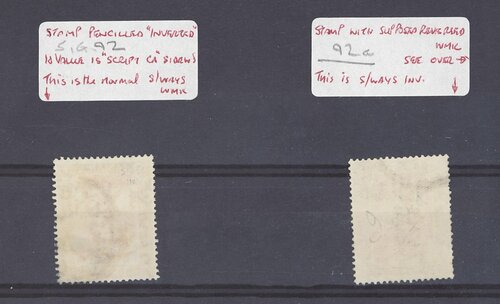 STAMP PENCILLED "INVERTED"
S.G. 92
1d VALUE is "SCRIPT CA" SIDEWAYS
This is the normal S/WAYS
WMK
STAMP WITH SUPPOSED REVERSED
WMK
92a
SEE OVER →
This is S/WAYS INV.